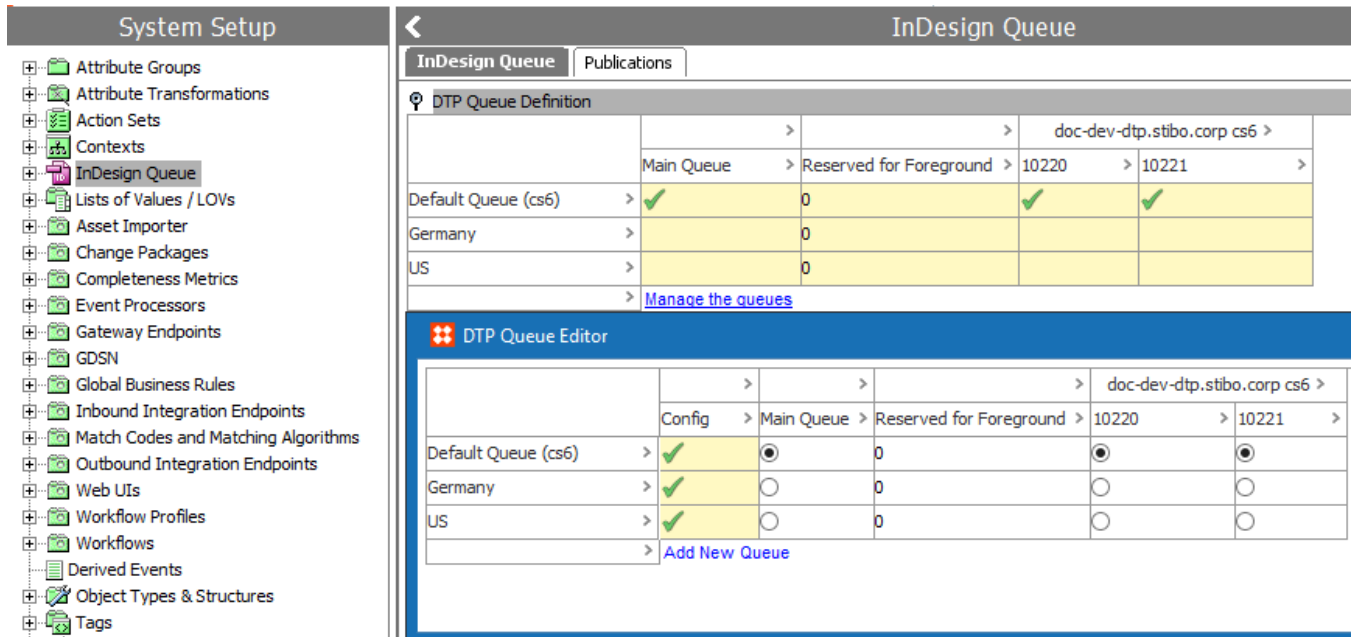 System Setup
Attribute Groups
Attribute Transformations
Action Sets
Contexts
InDesign Queue
Lists of Values / LOVs
Asset Importer
Change Packages
Completeness Metrics
Event Processors
Gateway Endpoints
GDSN
Global Business Rules
Inbound Integration Endpoints
Match Codes and Matching Algorithms
Outbound Integration Endpoints
Web UIs
Workflow Profiles
Workflows
Derived Events
Object Types & Structures
Tags
InDesign Queue
InDesign Queue Publications
DTP Queue Definition
> > doc-dev-dtp.stibo.corp cs6 >
Main Queue > Reserved for Foreground > 10220 > 10221 >
Default Queue (cs6) > ✓ 0 ✓ ✓
Germany > 0
US > 0
> Manage the queues
DTP Queue Editor
> > > doc-dev-dtp.stibo.corp cs6 >
Config > Main Queue > Reserved for Foreground > 10220 > 10221 >
Default Queue (cs6) > ✓ 0
Germany > ✓ 0
US > ✓ 0
> Add New Queue